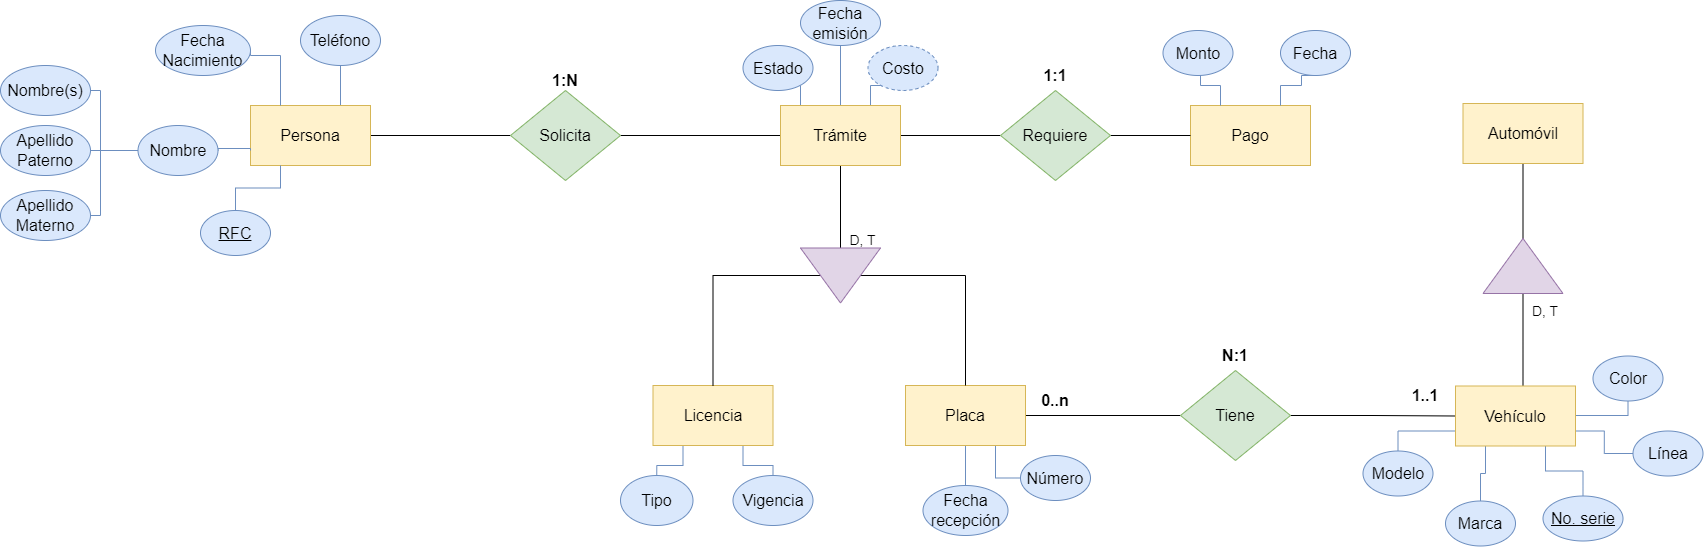 Fecha
emisión
Fecha
Nacimiento
Teléfono
Estado
Costo
Monto
Fecha
Nombre(s)
1:N
1:1
Persona
Solicita
Trámite
Requiere
Pago
Automóvil
Apellido
Paterno
Nombre
Apellido
Materno
RFC
D, T
D, T
N:1
Color
0..n
1..1
Licencia
Placa
Tiene
Vehículo
Línea
Modelo
Número
Tipo
Vigencia
Fecha
recepción
Marca
No. serie